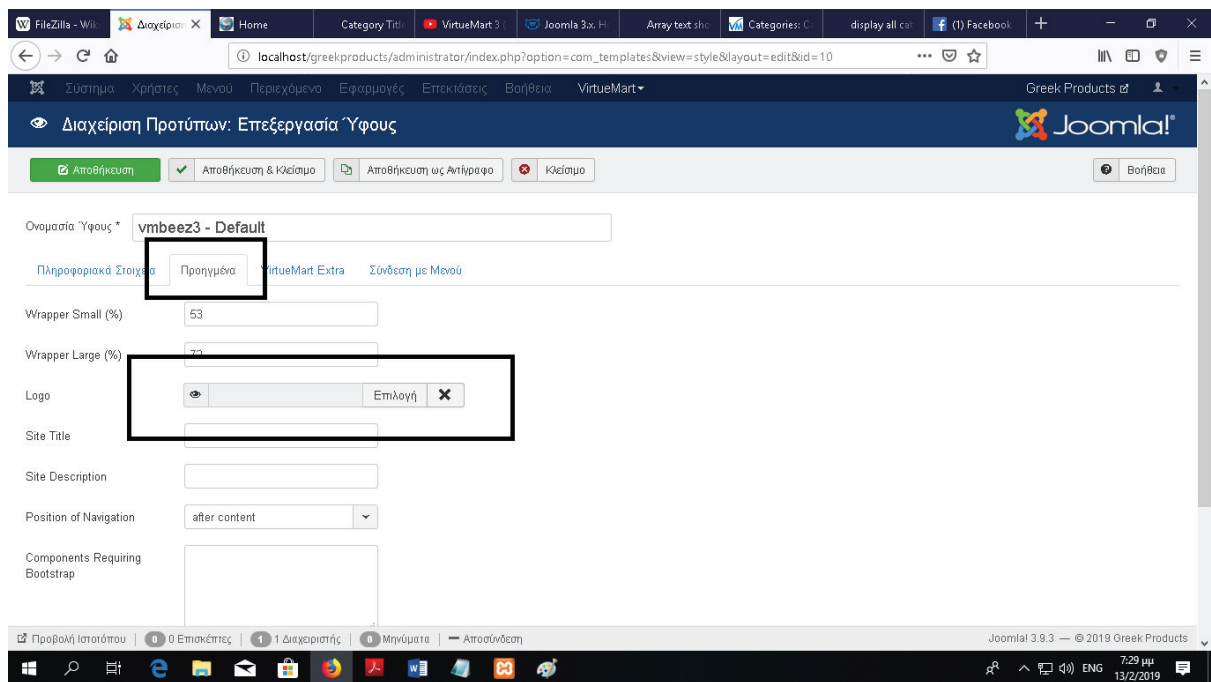 FileZilla - Wik Διαχείρισ Home Category Title VirtueMart 3 Joomla 3.x. H Array text sho Categories: C display all cat (1) Facebook
localhost/greekproducts/administrator/index.php?option=com_templates&view=style&layout=edit&id=10
Σύστημα Χρήστες Μενού Περιεχόμενο Εφαρμογές Επεκτάσεις Βοήθεια VirtueMart Greek Products
Διαχείριση Προτύπων: Επεξεργασία Ύφους Joomla!®
Αποθήκευση Αποθήκευση & Κλείσιμο Αποθήκευση ως Αντίγραφο Κλείσιμο Βοήθεια
Ονομασία Ύφους * vmbeez3 - Default
Πληροφοριακά Στοιχεία Προηγμένα VirtueMart Extra Σύνδεση με Μενού
Wrapper Small (%) 53
Wrapper Large (%) 72
Logo Επιλογή
Site Title
Site Description
Position of Navigation after content
Components Requiring
Bootstrap
Προβολή Ιστοτόπου 0 0 Επισκέπτες 1 1 Διαχειριστής 0 Μηνύματα Αποσύνδεση Joomla! 3.9.3 — © 2019 Greek Products
ENG 7:29 μμ
13/2/2019